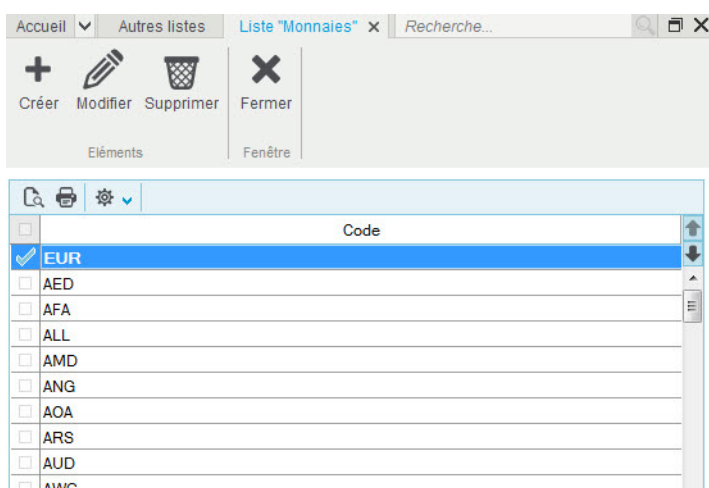 Accueil Autres listes Liste "Monnaies" Recherche...
Créer Modifier Supprimer Fermer
Eléments Fenêtre
Code
EUR
AED
AFA
ALL
AMD
ANG
AOA
ARS
AUD
AWG